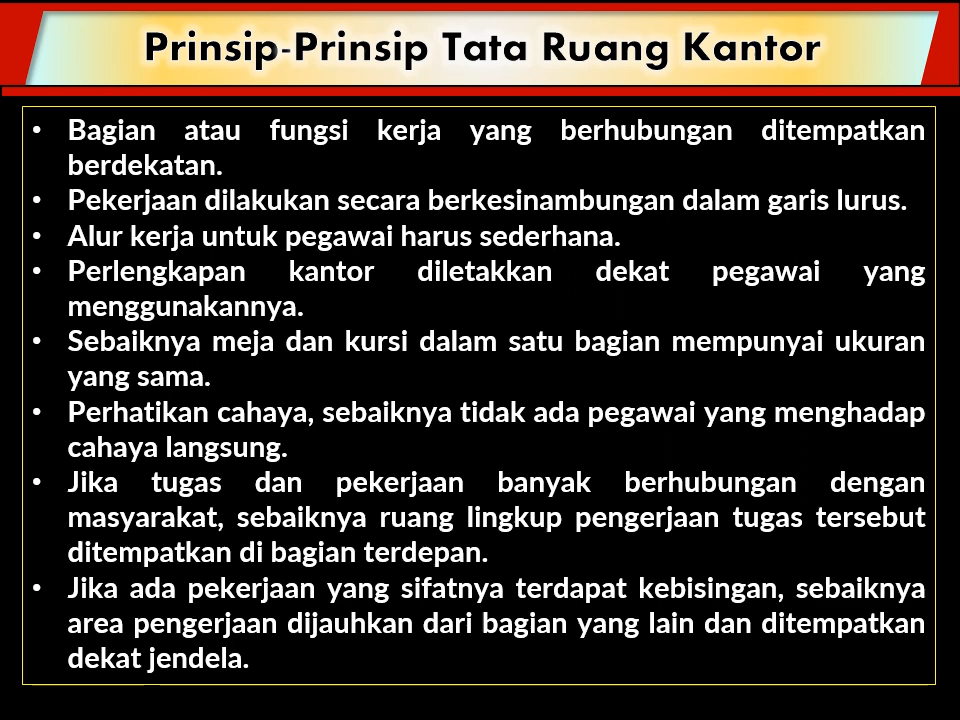 Prinsip-Prinsip Tata Ruang Kantor
• Bagian atau fungsi kerja yang berhubungan ditempatkan
berdekatan.
• Pekerjaan dilakukan secara berkesinambungan dalam garis lurus.
• Alur kerja untuk pegawai harus sederhana.
• Perlengkapan kantor diletakkan dekat pegawai yang
menggunakannya.
• Sebaiknya meja dan kursi dalam satu bagian mempunyai ukuran
yang sama.
• Perhatikan cahaya, sebaiknya tidak ada pegawai yang menghadap
cahaya langsung.
• Jika tugas dan pekerjaan banyak berhubungan dengan
masyarakat, sebaiknya ruang lingkup pengerjaan tugas tersebut
ditempatkan di bagian terdepan.
• Jika ada pekerjaan yang sifatnya terdapat kebisingan, sebaiknya
area pengerjaan dijauhkan dari bagian yang lain dan ditempatkan
dekat jendela.